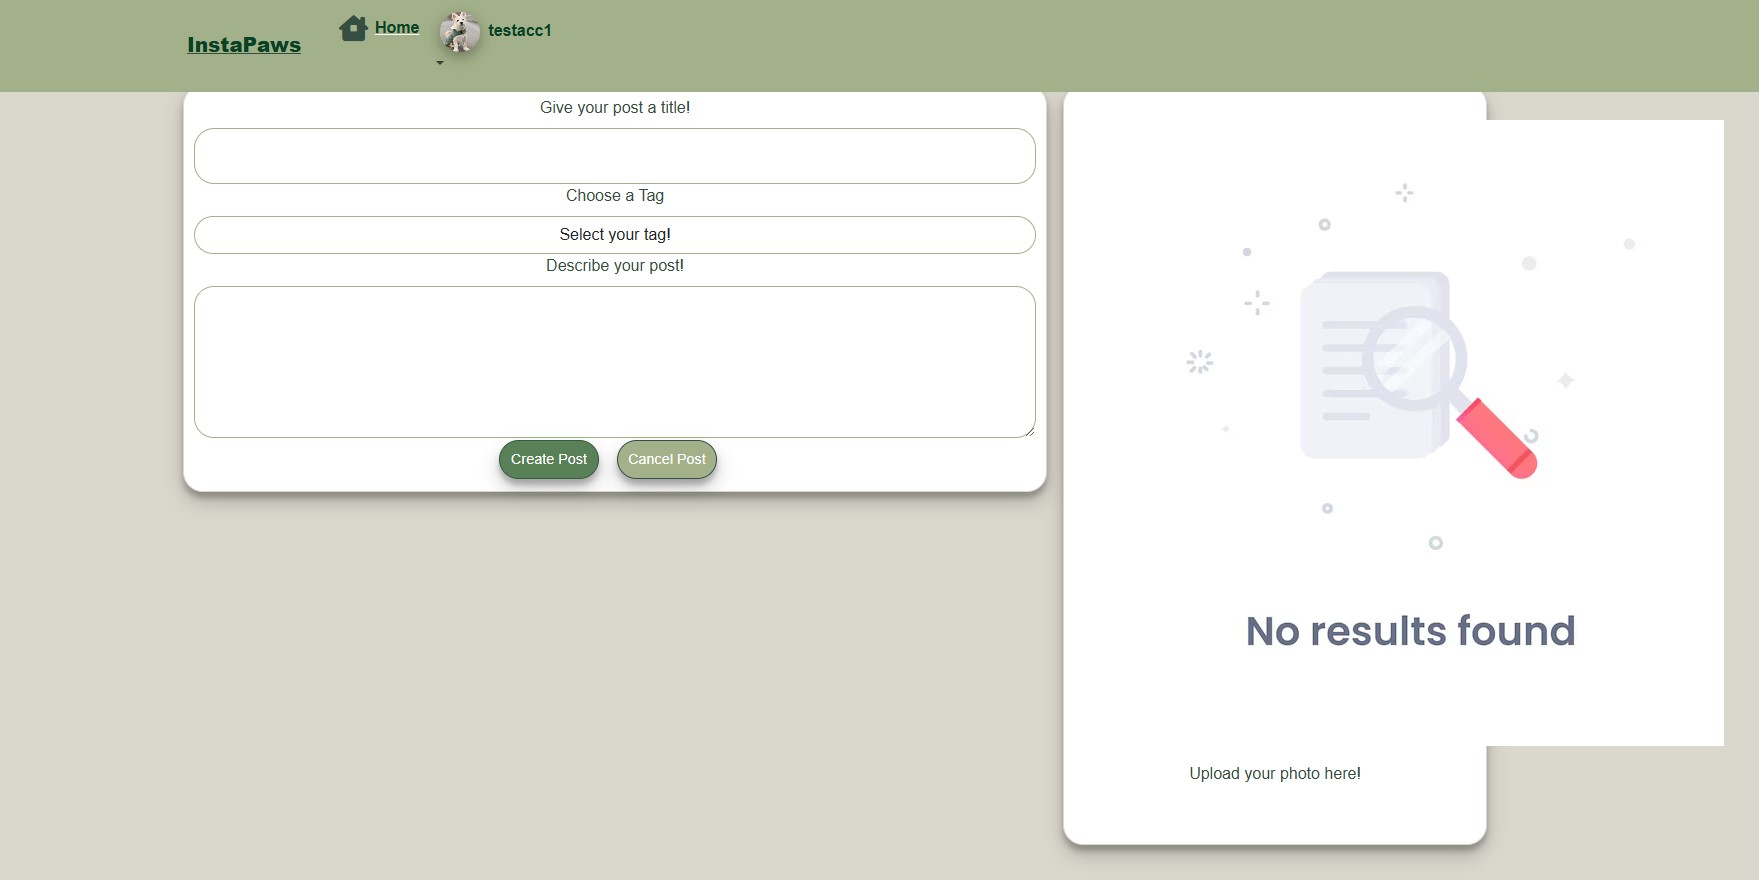 InstaPaws
Home
testacc1
Give your post a title!
Choose a Tag
Select your tag!
Describe your post!
Create Post
Cancel Post
No results found
Upload your photo here!